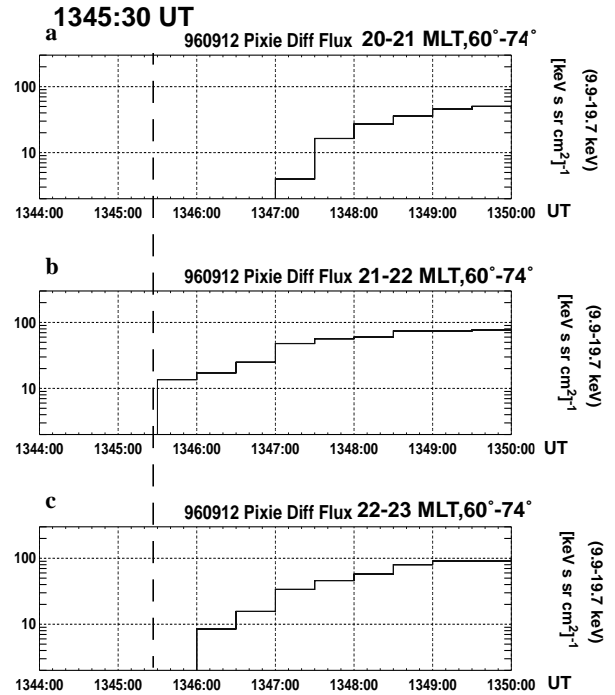 1345:30 UT
a
960912 Pixie Diff Flux 20-21 MLT,60°-74°
100
10
(9.9-19.7 keV)
[keV s sr cm²]⁻¹
1344:00 1345:00 1346:00 1347:00 1348:00 1349:00 1350:00 UT
b
960912 Pixie Diff Flux 21-22 MLT,60°-74°
100
10
(9.9-19.7 keV)
[keV s sr cm²]⁻¹
1344:00 1345:00 1346:00 1347:00 1348:00 1349:00 1350:00 UT
c
960912 Pixie Diff Flux 22-23 MLT,60°-74°
100
10
(9.9-19.7 keV)
[keV s sr cm²]⁻¹
1344:00 1345:00 1346:00 1347:00 1348:00 1349:00 1350:00 UT